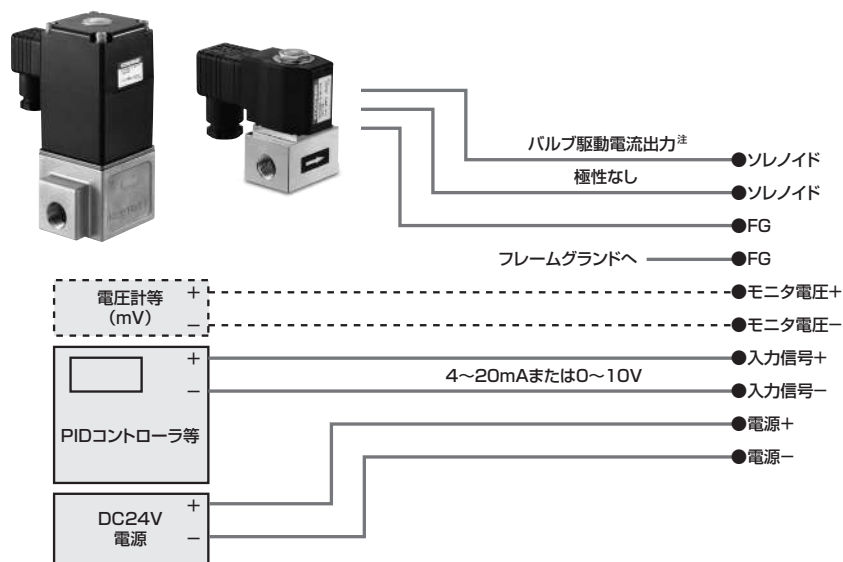 バルブ駆動電流出力注
●ソレノイド
極性なし
●ソレノイド
●FG
フレームグランドへ
●FG
電圧計等
(mV)
+
−
●モニタ電圧+
●モニタ電圧−
+
−
PIDコントローラ等
4〜20mAまたは0〜10V
●入力信号+
●入力信号−
●電源+
●電源−
DC24V
電源
+
−